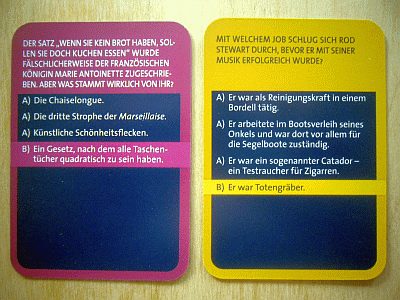 DER SATZ „WENN SIE KEIN BROT HABEN, SOL-
LEN SIE DOCH KUCHEN ESSEN“ WURDE
FÄLSCHLICHERWEISE DER FRANZÖSISCHEN
KÖNIGIN MARIE ANTOINETTE ZUGESCHRIE-
BEN. ABER WAS STAMMT WIRKLICH VON IHR?
A) Die Chaiselongue.
A) Die dritte Strophe der Marseillaise.
A) Künstliche Schönheitsflecken.
B) Ein Gesetz, nach dem alle Taschen-
tücher quadratisch zu sein haben.
MIT WELCHEM JOB SCHLUG SICH ROD
STEWART DURCH, BEVOR ER MIT SEINER
MUSIK ERFOLGREICH WURDE?
A) Er war als Reinigungskraft in einem
Bordell tätig.
A) Er arbeitete im Bootsverleih seines
Onkels und war dort vor allem für
die Segelboote zuständig.
A) Er war ein sogenannter Catador –
ein Testraucher für Zigarren.
B) Er war Totengräber.